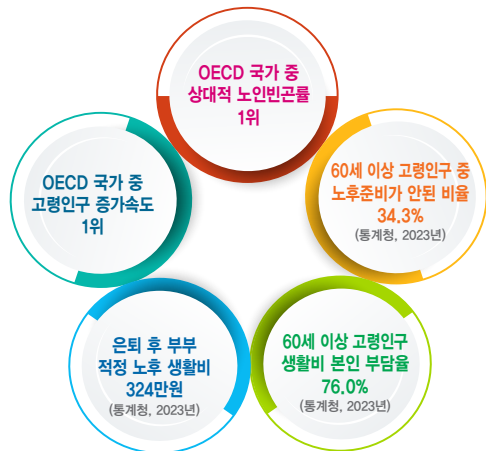 OECD 국가 중
상대적 노인빈곤률
1위
OECD 국가 중
고령인구 증가속도
1위
60세 이상 고령인구 중
노후준비가 안된 비율
34.3%
(통계청, 2023년)
은퇴 후 부부
적정 노후 생활비
324만원
(통계청, 2023년)
60세 이상 고령인구
생활비 본인 부담율
76.0%
(통계청, 2023년)